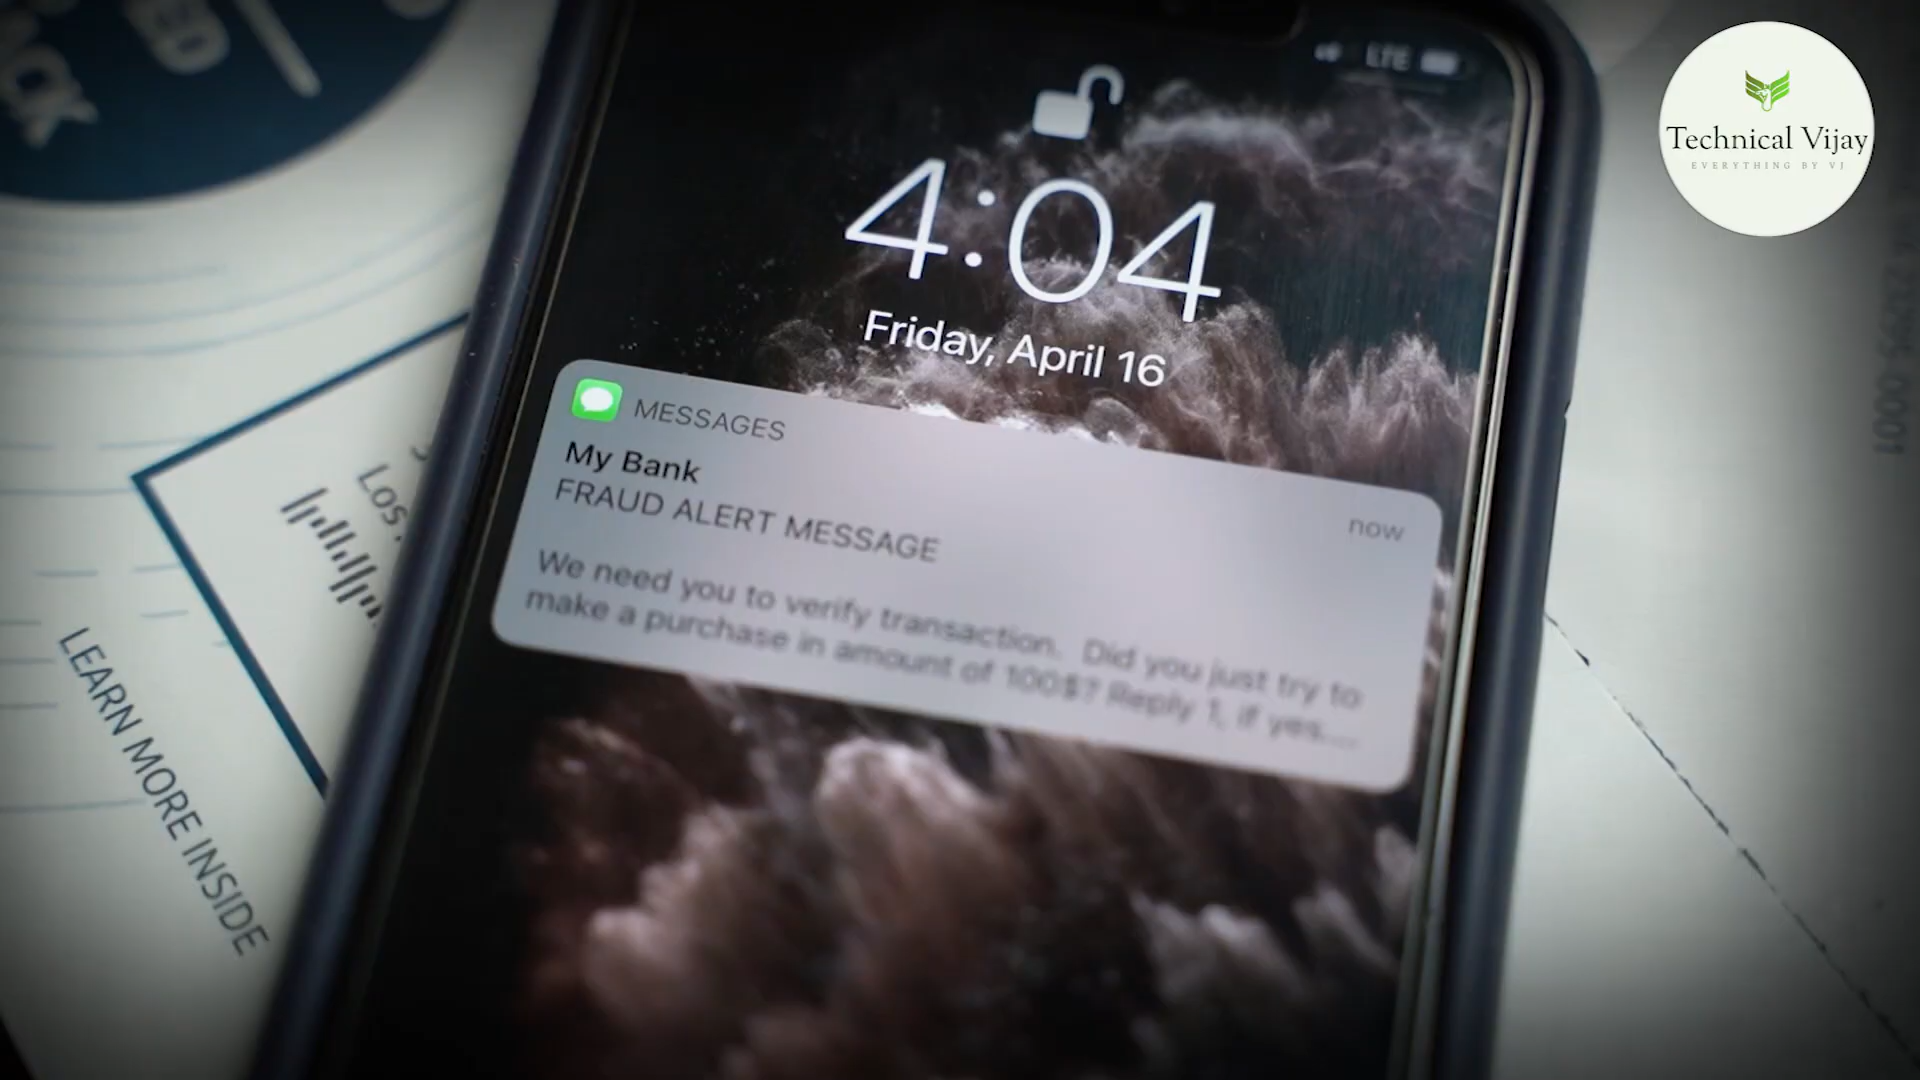 LTE
4:04
Friday, April 16
MESSAGES
now
My Bank
FRAUD ALERT MESSAGE
We need you to verify transaction. Did you just try to
make a purchase in amount of 100$? Reply 1, if yes....
LEARN MORE INSIDE
Technical Vijay
EVERYTHING BY VJ